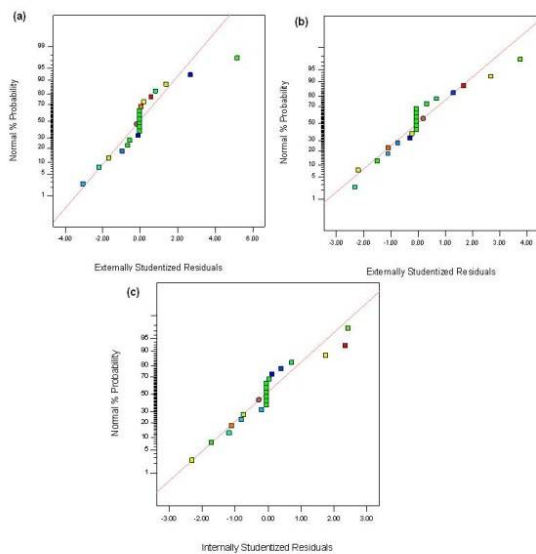 (a)
Normal % Probability
99
95
90
80
70
50
30
20
10
5
1
-4.00 -2.00 0.00 2.00 4.00 6.00
Externally Studentized Residuals
(b)
Normal % Probability
99
95
90
80
70
50
30
20
10
5
1
-3.00 -2.00 -1.00 0.00 1.00 2.00 3.00 4.00
Externally Studentized Residuals
(c)
Normal % Probability
95
90
80
70
50
30
20
10
5
1
-3.00 -2.00 -1.00 0.00 1.00 2.00 3.00
Internally Studentized Residuals